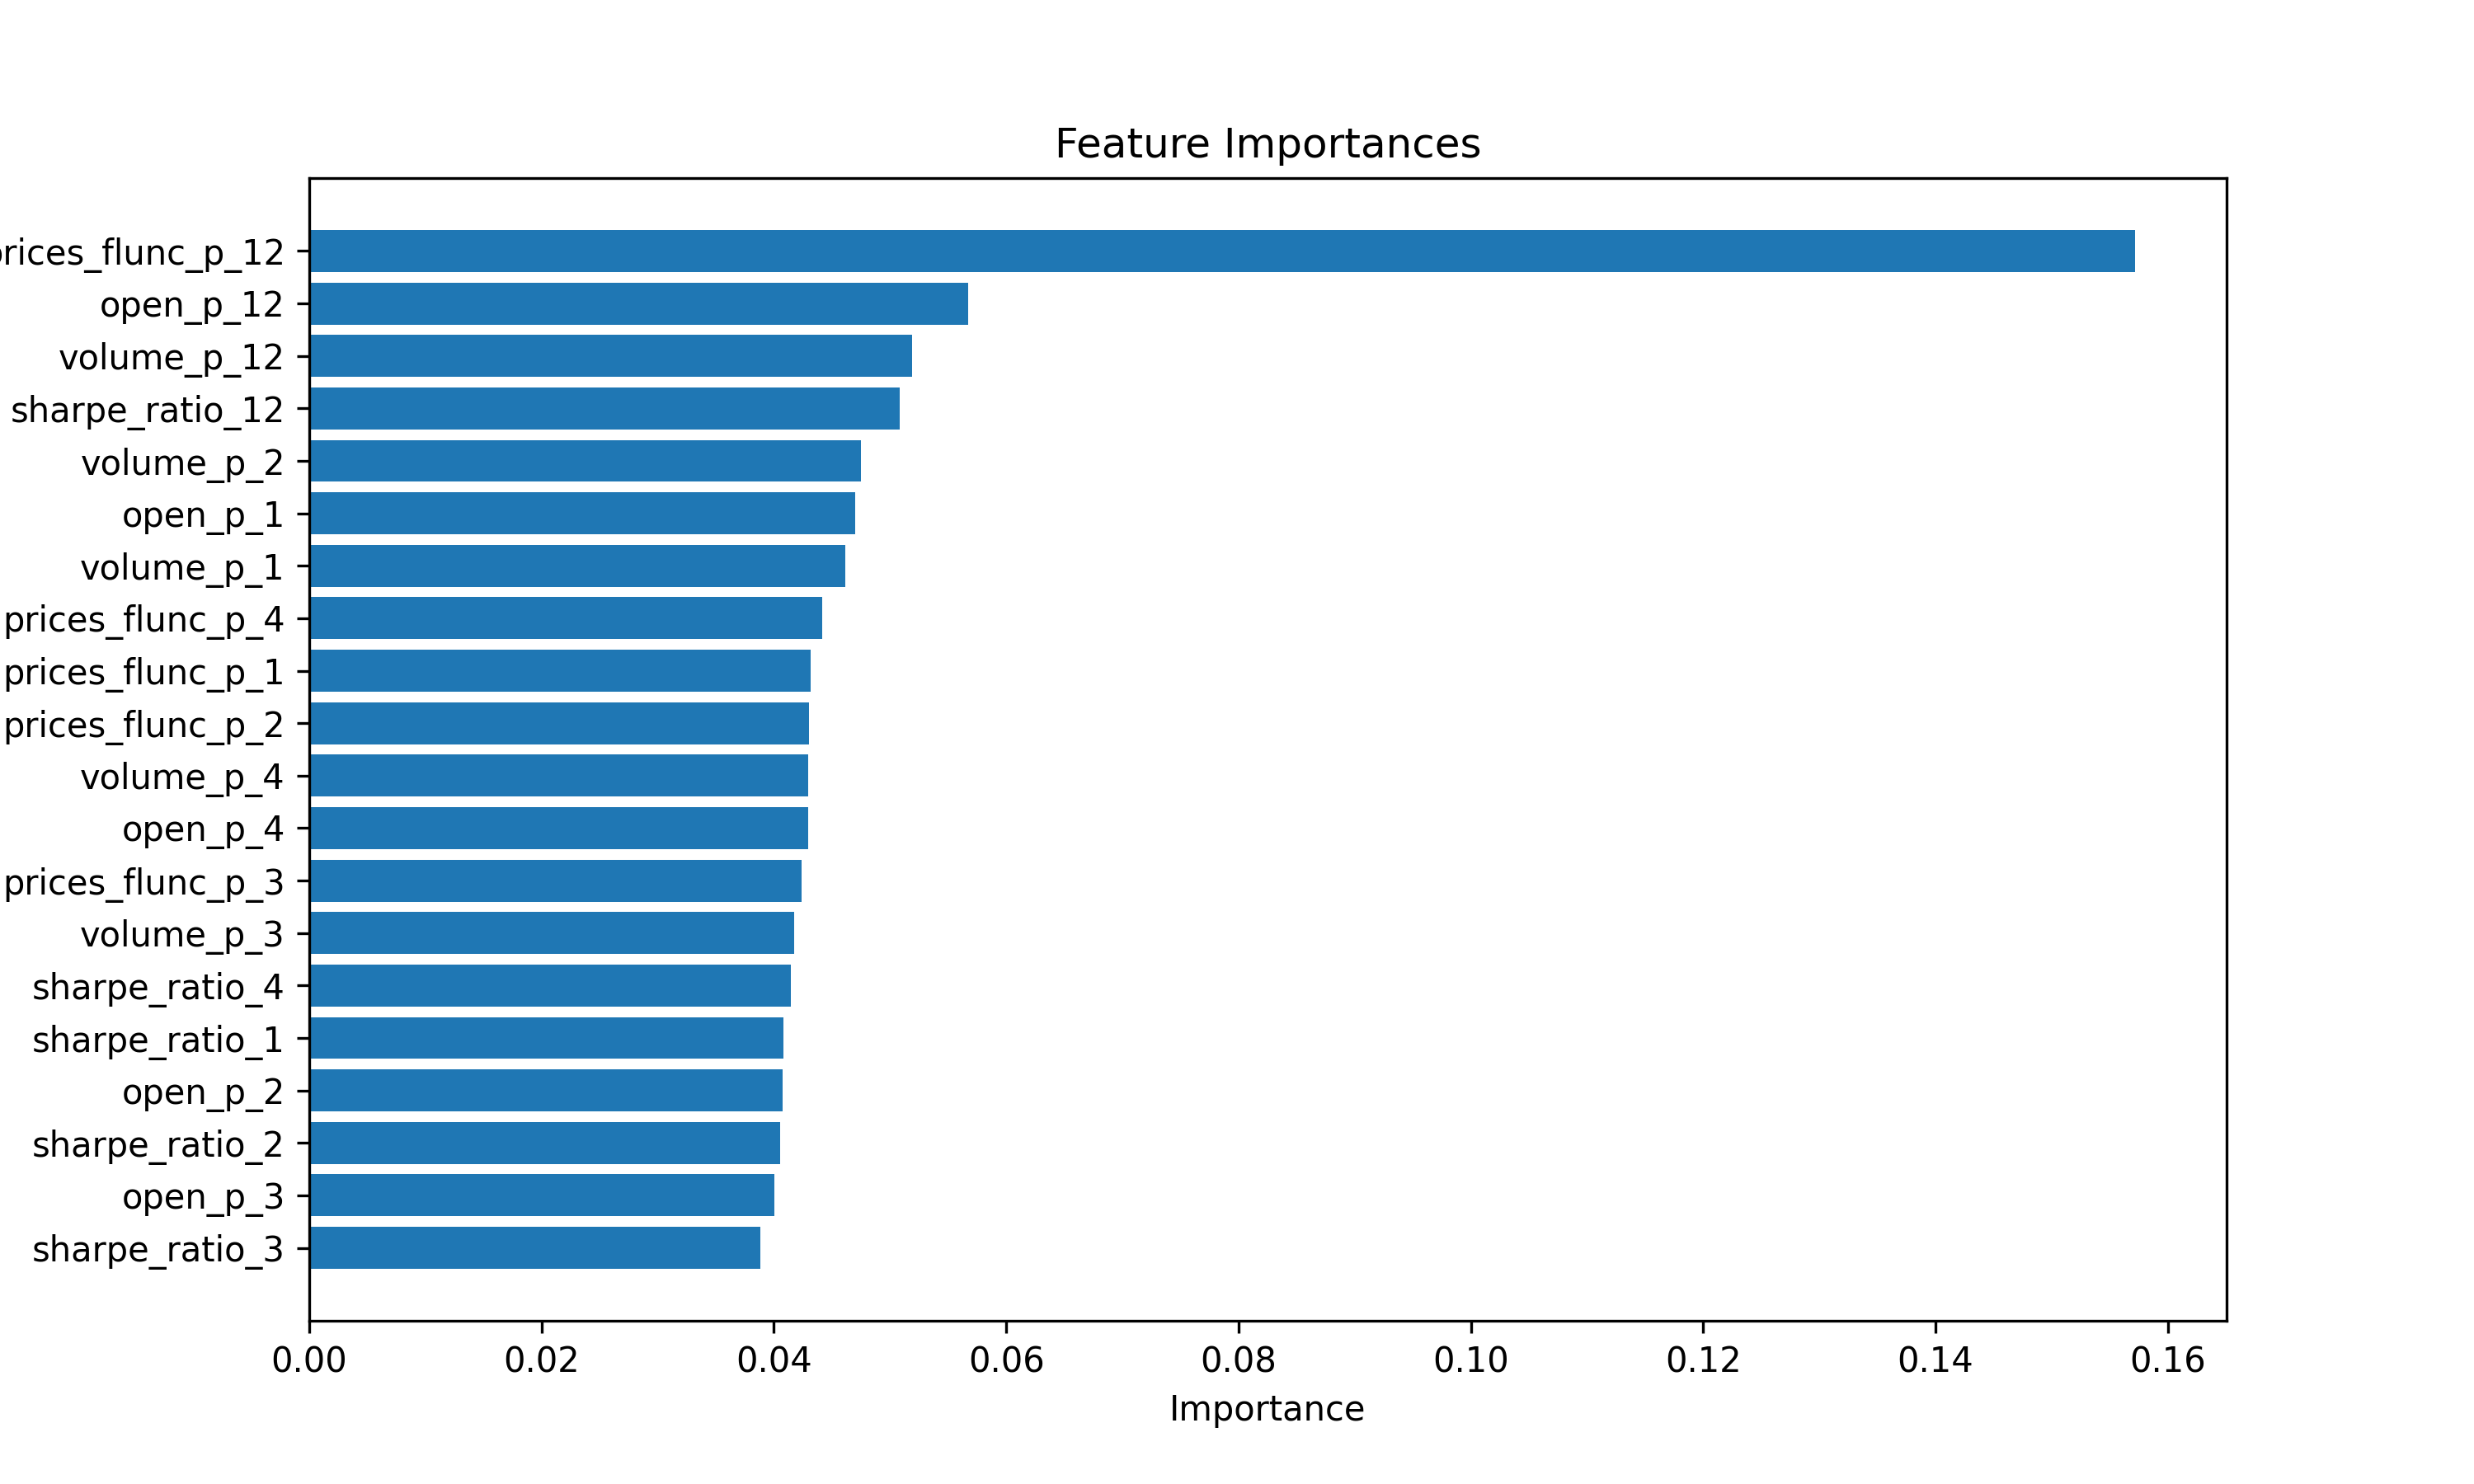 Feature Importances
prices_flunc_p_12
open_p_12
volume_p_12
sharpe_ratio_12
volume_p_2
open_p_1
volume_p_1
prices_flunc_p_4
prices_flunc_p_1
prices_flunc_p_2
volume_p_4
open_p_4
prices_flunc_p_3
volume_p_3
sharpe_ratio_4
sharpe_ratio_1
open_p_2
sharpe_ratio_2
open_p_3
sharpe_ratio_3
0.00 0.02 0.04 0.06 0.08 0.10 0.12 0.14 0.16
Importance